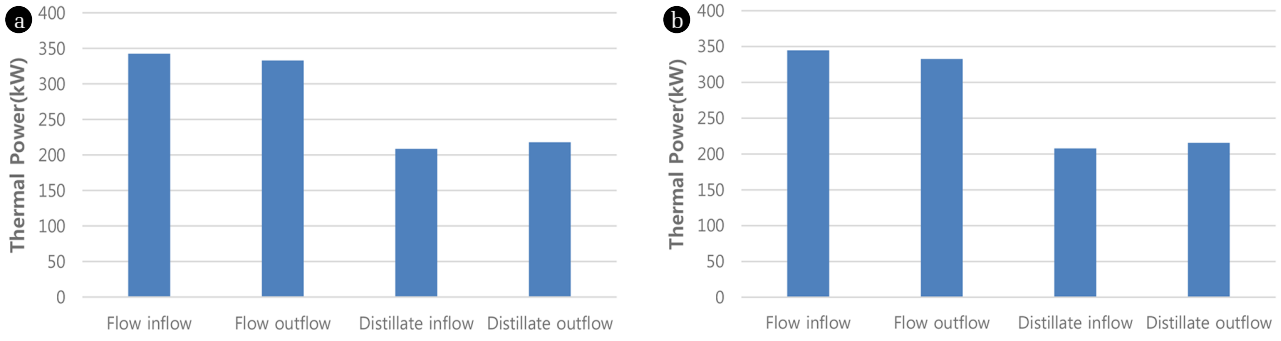 a
Thermal Power(kW)
400
350
300
250
200
150
100
50
0
Flow inflow
Flow outflow
Distillate inflow
Distillate outflow
b
Thermal Power(kW)
400
350
300
250
200
150
100
50
0
Flow inflow
Flow outflow
Distillate inflow
Distillate outflow